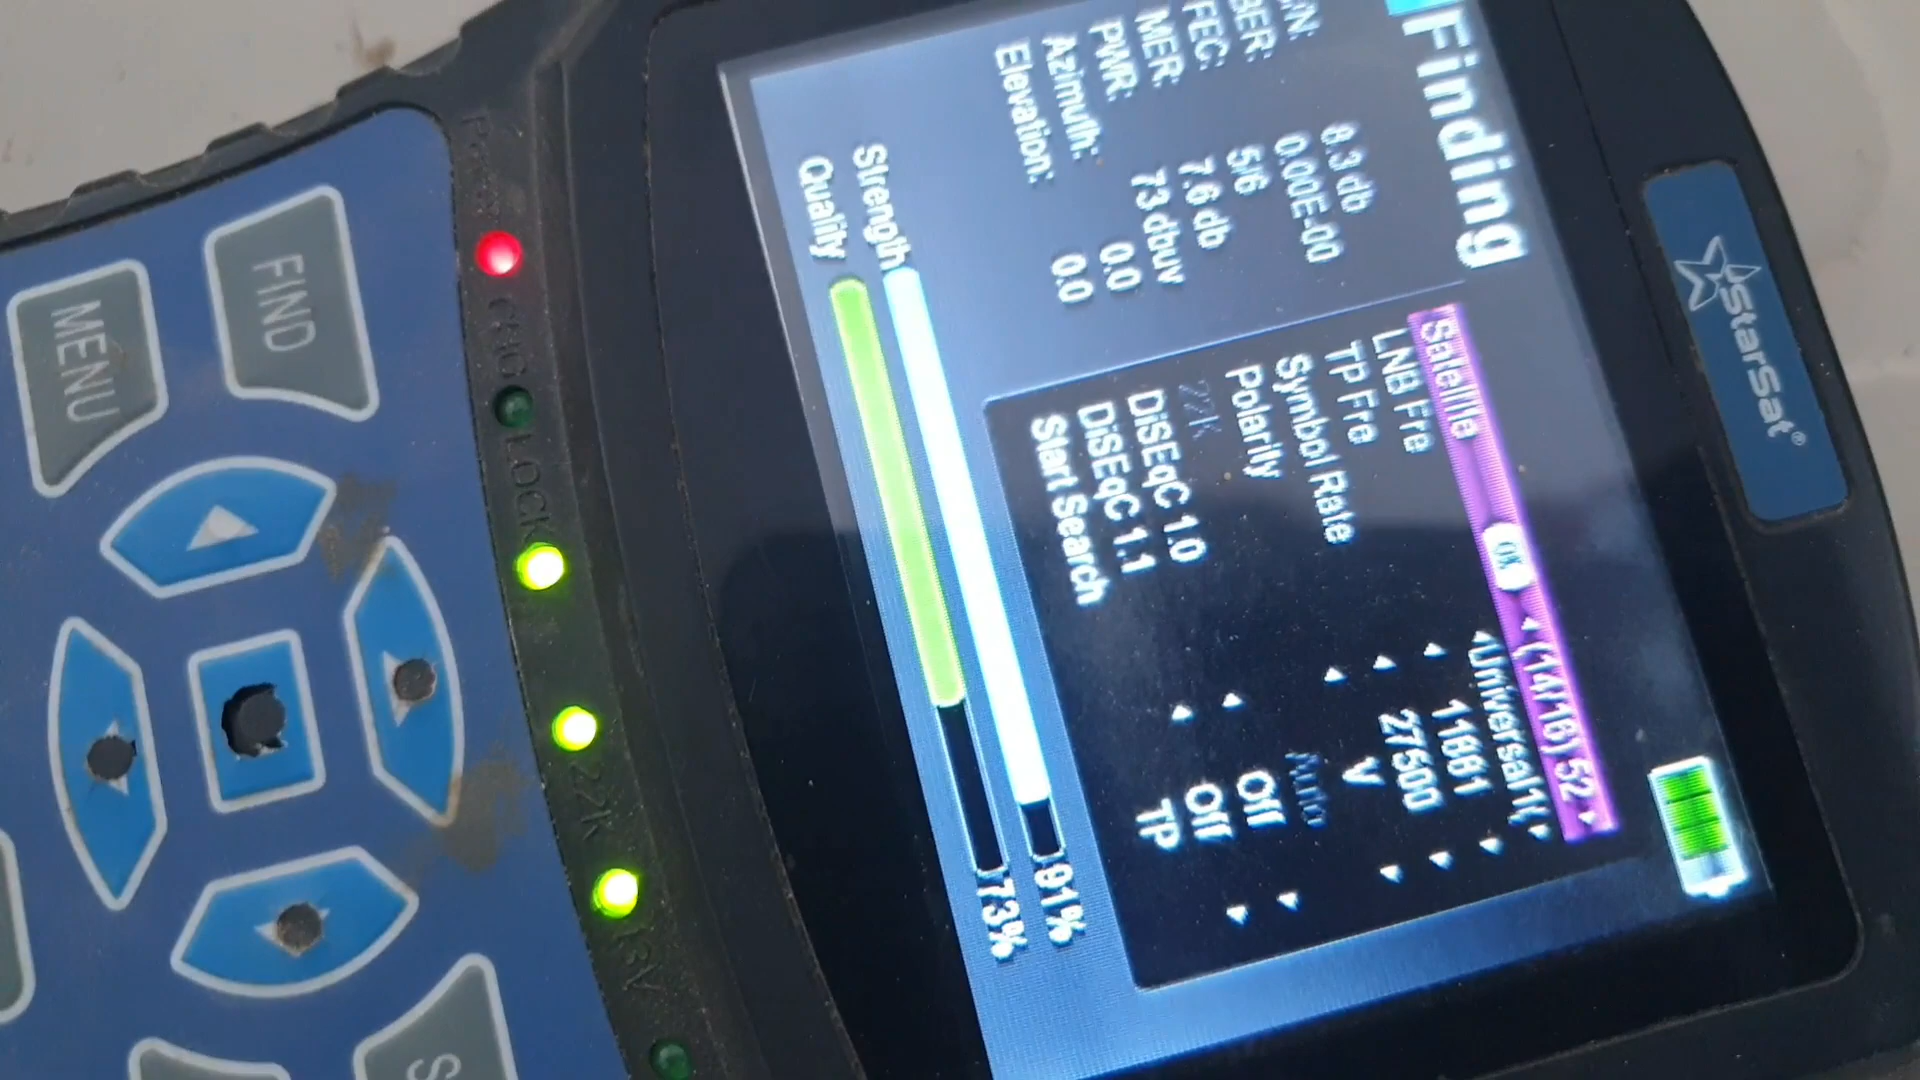 StarSat®
Finding
8.3 db
BER: 0.00E-00
FEC: 5/6
MER: 7.6 db
PWR: 73 dbuv
Azimuth: 0.0
Elevation: 0.0
Satellite OK (14/16) 52
LNB Fre Universal1(
TP Fre 11881
Symbol Rate 27500
Polarity V
22K Auto
DiSEqC 1.0 Off
DiSEqC 1.1 Off
Start Search TP
Strength 91%
Quality 73%
LOCK
22K
13V
FIND
MENU